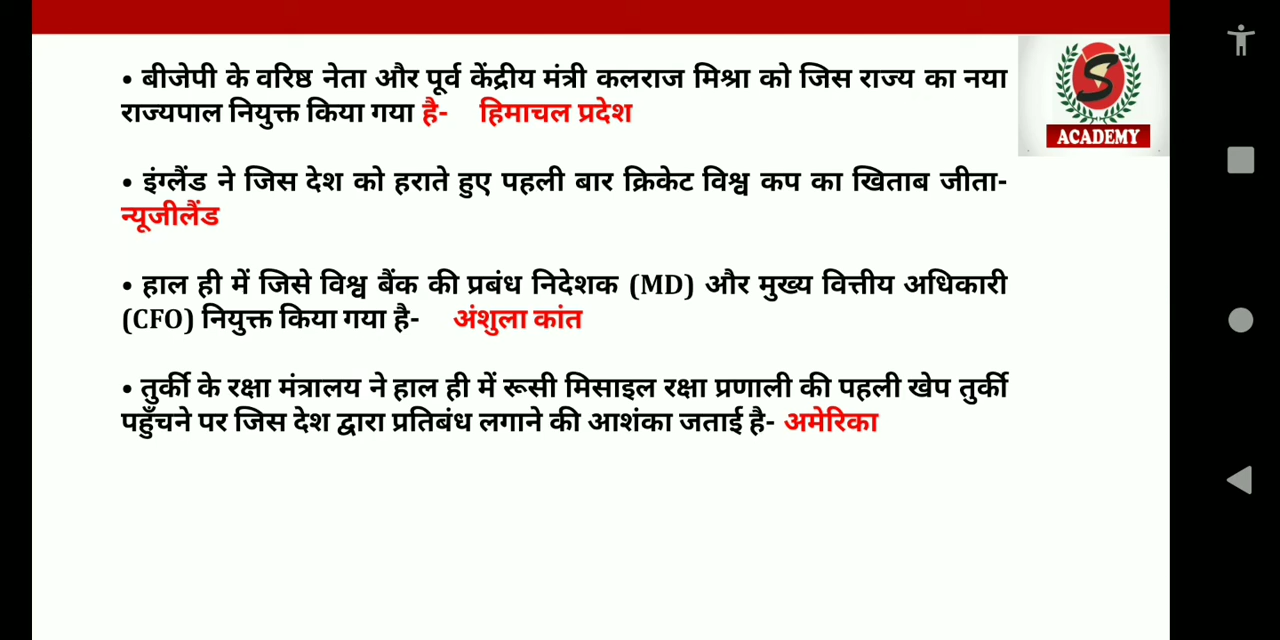 • बीजेपी के वरिष्ठ नेता और पूर्व केंद्रीय मंत्री कलराज मिश्रा को जिस राज्य का नया
राज्यपाल नियुक्त किया गया है- हिमाचल प्रदेश
• इंग्लैंड ने जिस देश को हराते हुए पहली बार क्रिकेट विश्व कप का खिताब जीता-
न्यूजीलैंड
• हाल ही में जिसे विश्व बैंक की प्रबंध निदेशक (MD) और मुख्य वित्तीय अधिकारी
(CFO) नियुक्त किया गया है- अंशुला कांत
• तुर्की के रक्षा मंत्रालय ने हाल ही में रूसी मिसाइल रक्षा प्रणाली की पहली खेप तुर्की
पहुँचने पर जिस देश द्वारा प्रतिबंध लगाने की आशंका जताई है- अमेरिका
S
ACADEMY